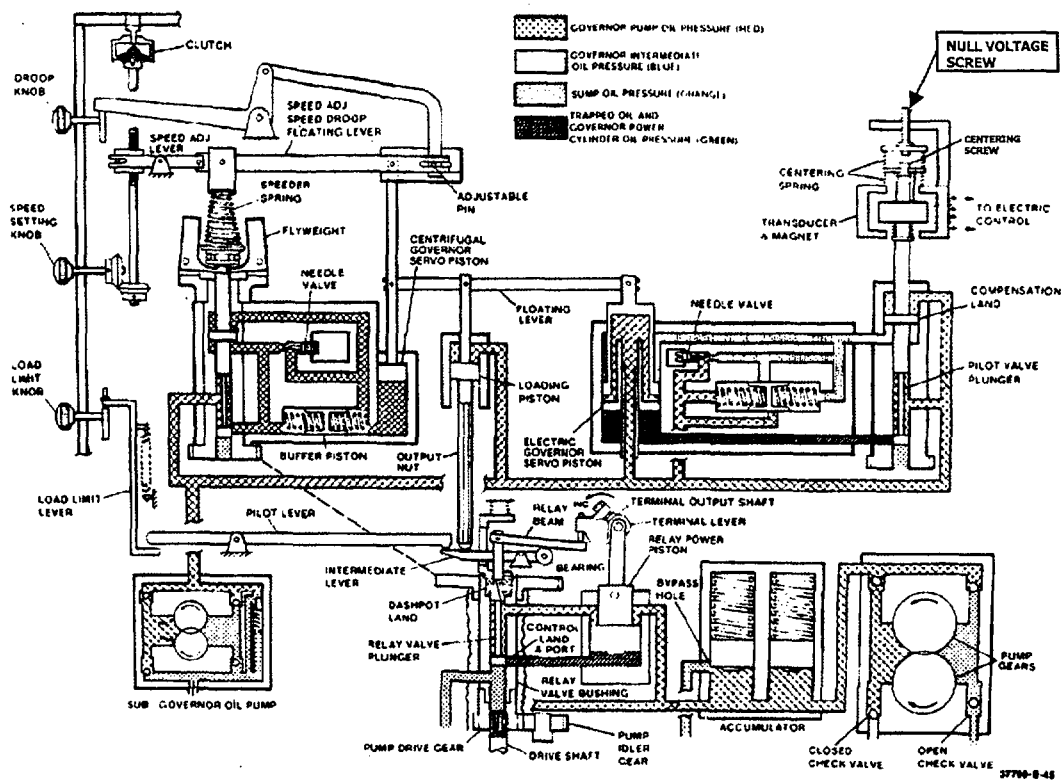 CLUTCH
DROOP
KNOB
SPEED ADJ
LEVER
SPEED ADJ
SPEED DROOP
FLOATING LEVER
SPEEDER
SPRING
SPEED
SETTING
KNOB
FLYWEIGHT
NEEDLE
VALVE
ADJUSTABLE
PIN
CENTRIFUGAL
GOVERNOR
SERVO PISTON
GOVERNOR PUMP OIL PRESSURE (RED)
GOVERNOR INTERMEDIATE
OIL PRESSURE (BLUE)
SUMP OIL PRESSURE (ORANGE)
TRAPPED OIL AND
GOVERNOR POWER
CYLINDER OIL PRESSURE (GREEN)
NULL VOLTAGE
SCREW
CENTERING
SCREW
CENTERING
SPRING
TRANSDUCER
& MAGNET
TO ELECTRIC
CONTROL
COMPENSATION
LAND
FLOATING
LEVER
NEEDLE VALVE
LOAD
LIMIT
KNOB
LOADING
PISTON
PILOT VALVE
PLUNGER
BUFFER PISTON
OUTPUT
NUT
ELECTRIC
GOVERNOR
SERVO PISTON
LOAD LIMIT
LEVER
PILOT LEVER
RELAY
BEAM
INC
TERMINAL OUTPUT SHAFT
TERMINAL LEVER
RELAY POWER
PISTON
INTERMEDIATE
LEVER
BEARING
BYPASS
HOLE
DASHPOT
LAND
RELAY VALVE
PLUNGER
CONTROL
LAND
& PORT
RELAY
VALVE BUSHING
PUMP
GEARS
SUB GOVERNOR OIL PUMP
PUMP DRIVE GEAR
DRIVE SHAFT
PUMP
IDLER
GEAR
ACCUMULATOR
CLOSED
CHECK VALVE
OPEN
CHECK VALVE